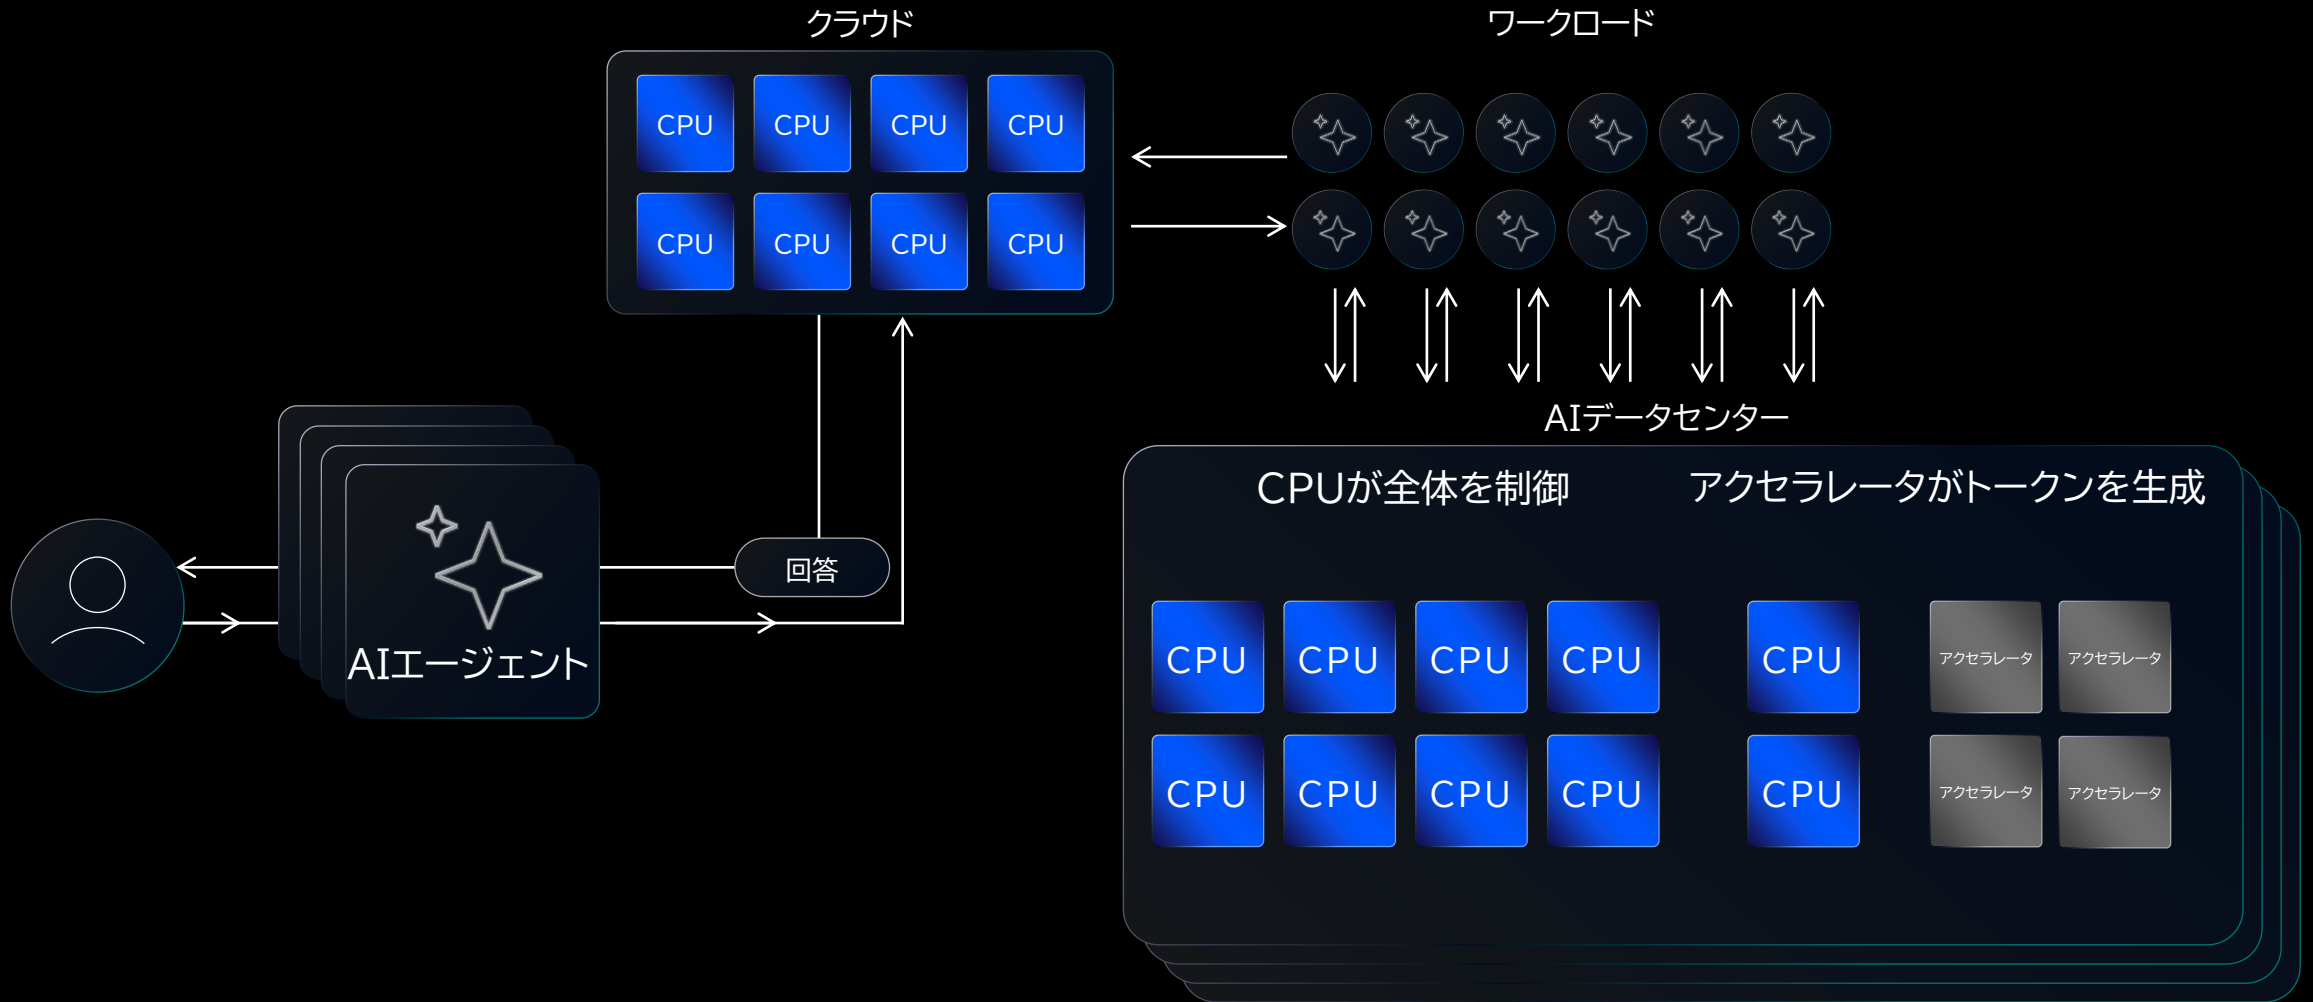 クラウド
ワークロード
CPU CPU CPU CPU
CPU CPU CPU CPU
AIデータセンター
CPUが全体を制御
アクセラレータがトークンを生成
回答
AIエージェント
CPU CPU CPU CPU CPU アクセラレータ アクセラレータ
CPU CPU CPU CPU CPU アクセラレータ アクセラレータ